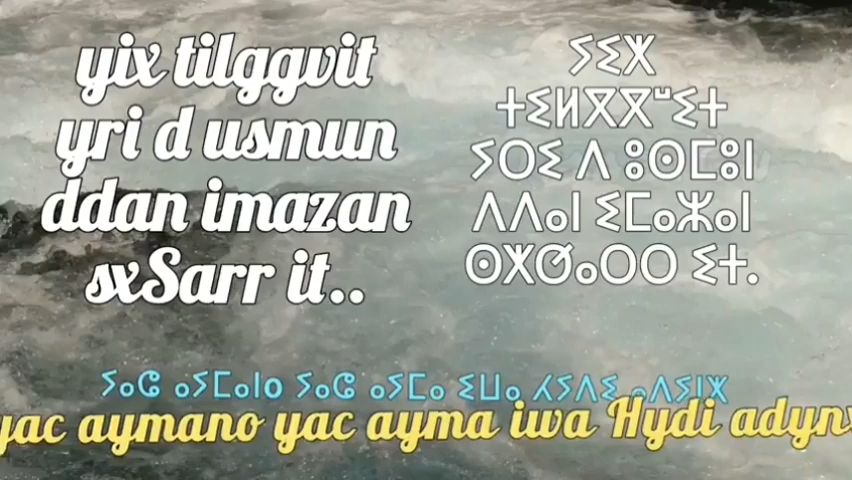 yix tilggvit
yri d usmun
ddan imazan
sxSarr it..
ⵢⵉⵅ
ⵜⵉⵍⴳⴳⵯⵉⵜ
ⵢⵔⵉ ⴷ ⵓⵙⵎⵓⵏ
ⴷⴷⴰⵏ ⵉⵎⴰⵣⴰⵏ
ⵙⵅⵚⴰⵔⵔ ⵉⵜ.
ⵢⴰⵛ ⴰⵢⵎⴰⵏo ⵢⴰⵛ ⴰⵢⵎⴰ ⵉⵡⴰ ⵃⵢⴷⵉ ⴰⴷⵢⵏⵅ
yac aymano yac ayma iwa Hydi adynx